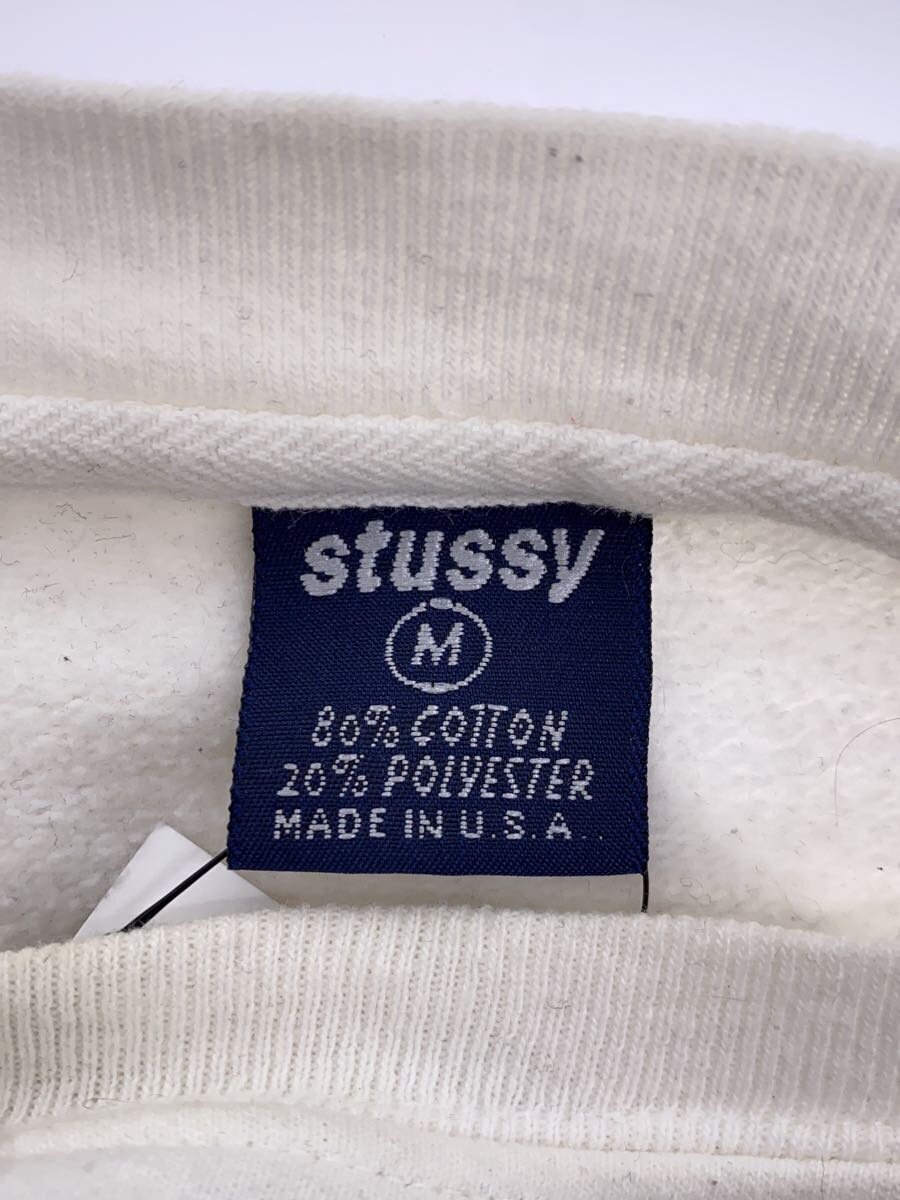 stussy
M
80% COTTON
20% POLYESTER
MADE IN U.S.A..